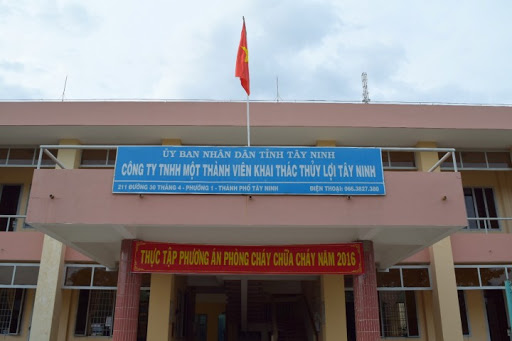 ỦY BAN NHÂN DÂN TỈNH TÂY NINH
CÔNG TY TNHH MỘT THÀNH VIÊN KHAI THÁC THỦY LỢI TÂY NINH
211 ĐƯỜNG 30 THÁNG 4 - PHƯỜNG 1 - THÀNH PHỐ TÂY NINH ĐIỆN THOẠI: 066.3827.380
THỰC TẬP PHƯƠNG ÁN PHÒNG CHÁY CHỮA CHÁY NĂM 2016